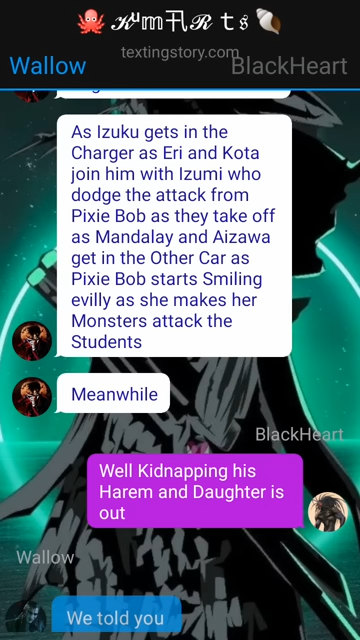 🐙 𝒦ᵘ𝕞卂ℛ 𝕥𝔰 🐚
textingstory.com
Wallow BlackHeart
As Izuku gets in the
Charger as Eri and Kota
join him with Izumi who
dodge the attack from
Pixie Bob as they take off
as Mandalay and Aizawa
get in the Other Car as
Pixie Bob starts Smiling
evilly as she makes her
Monsters attack the
Students
Meanwhile
BlackHeart
Well Kidnapping his
Harem and Daughter is
out
Wallow
We told you